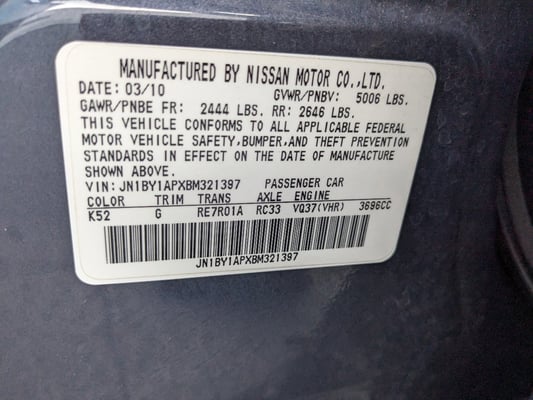 MANUFACTURED BY NISSAN MOTOR CO.,LTD.
DATE: 03/10 GVWR/PNBV: 5006 LBS.
GAWR/PNBE FR: 2444 LBS. RR: 2646 LBS.
THIS VEHICLE CONFORMS TO ALL APPLICABLE FEDERAL
MOTOR VEHICLE SAFETY,BUMPER,AND THEFT PREVENTION
STANDARDS IN EFFECT ON THE DATE OF MANUFACTURE
SHOWN ABOVE.
VIN: JN1BY1APXBM321397 PASSENGER CAR
COLOR TRIM TRANS AXLE ENGINE
K52 G RE7R01A RC33 VQ37(VHR) 3696CC
JN1BY1APXBM321397